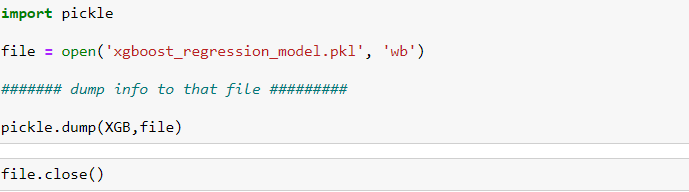 import pickle
file = open('xgboost_regression_model.pkl', 'wb')
####### dump info to that file #########
pickle.dump(XGB,file)
file.close()